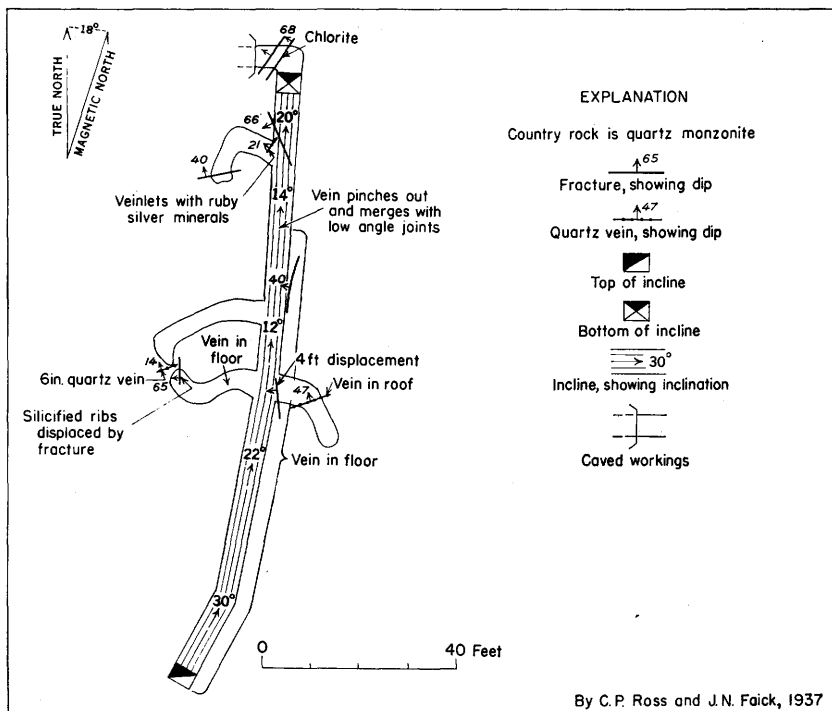 18°
TRUE NORTH
MAGNETIC NORTH
68
Chlorite
20°
66
21
40
Veinlets with ruby
silver minerals
14°
Vein pinches out
and merges with
low angle joints
40
12°
Vein in
floor
14
65
6in. quartz vein
4 ft displacement
47
Vein in roof
Silicified ribs
displaced by
fracture
22°
Vein in floor
30°
0
40 Feet
EXPLANATION
Country rock is quartz monzonite
65
Fracture, showing dip
47
Quartz vein, showing dip
Top of incline
Bottom of incline
30°
Incline, showing inclination
Caved workings
By C. P. Ross and J. N. Faick, 1937